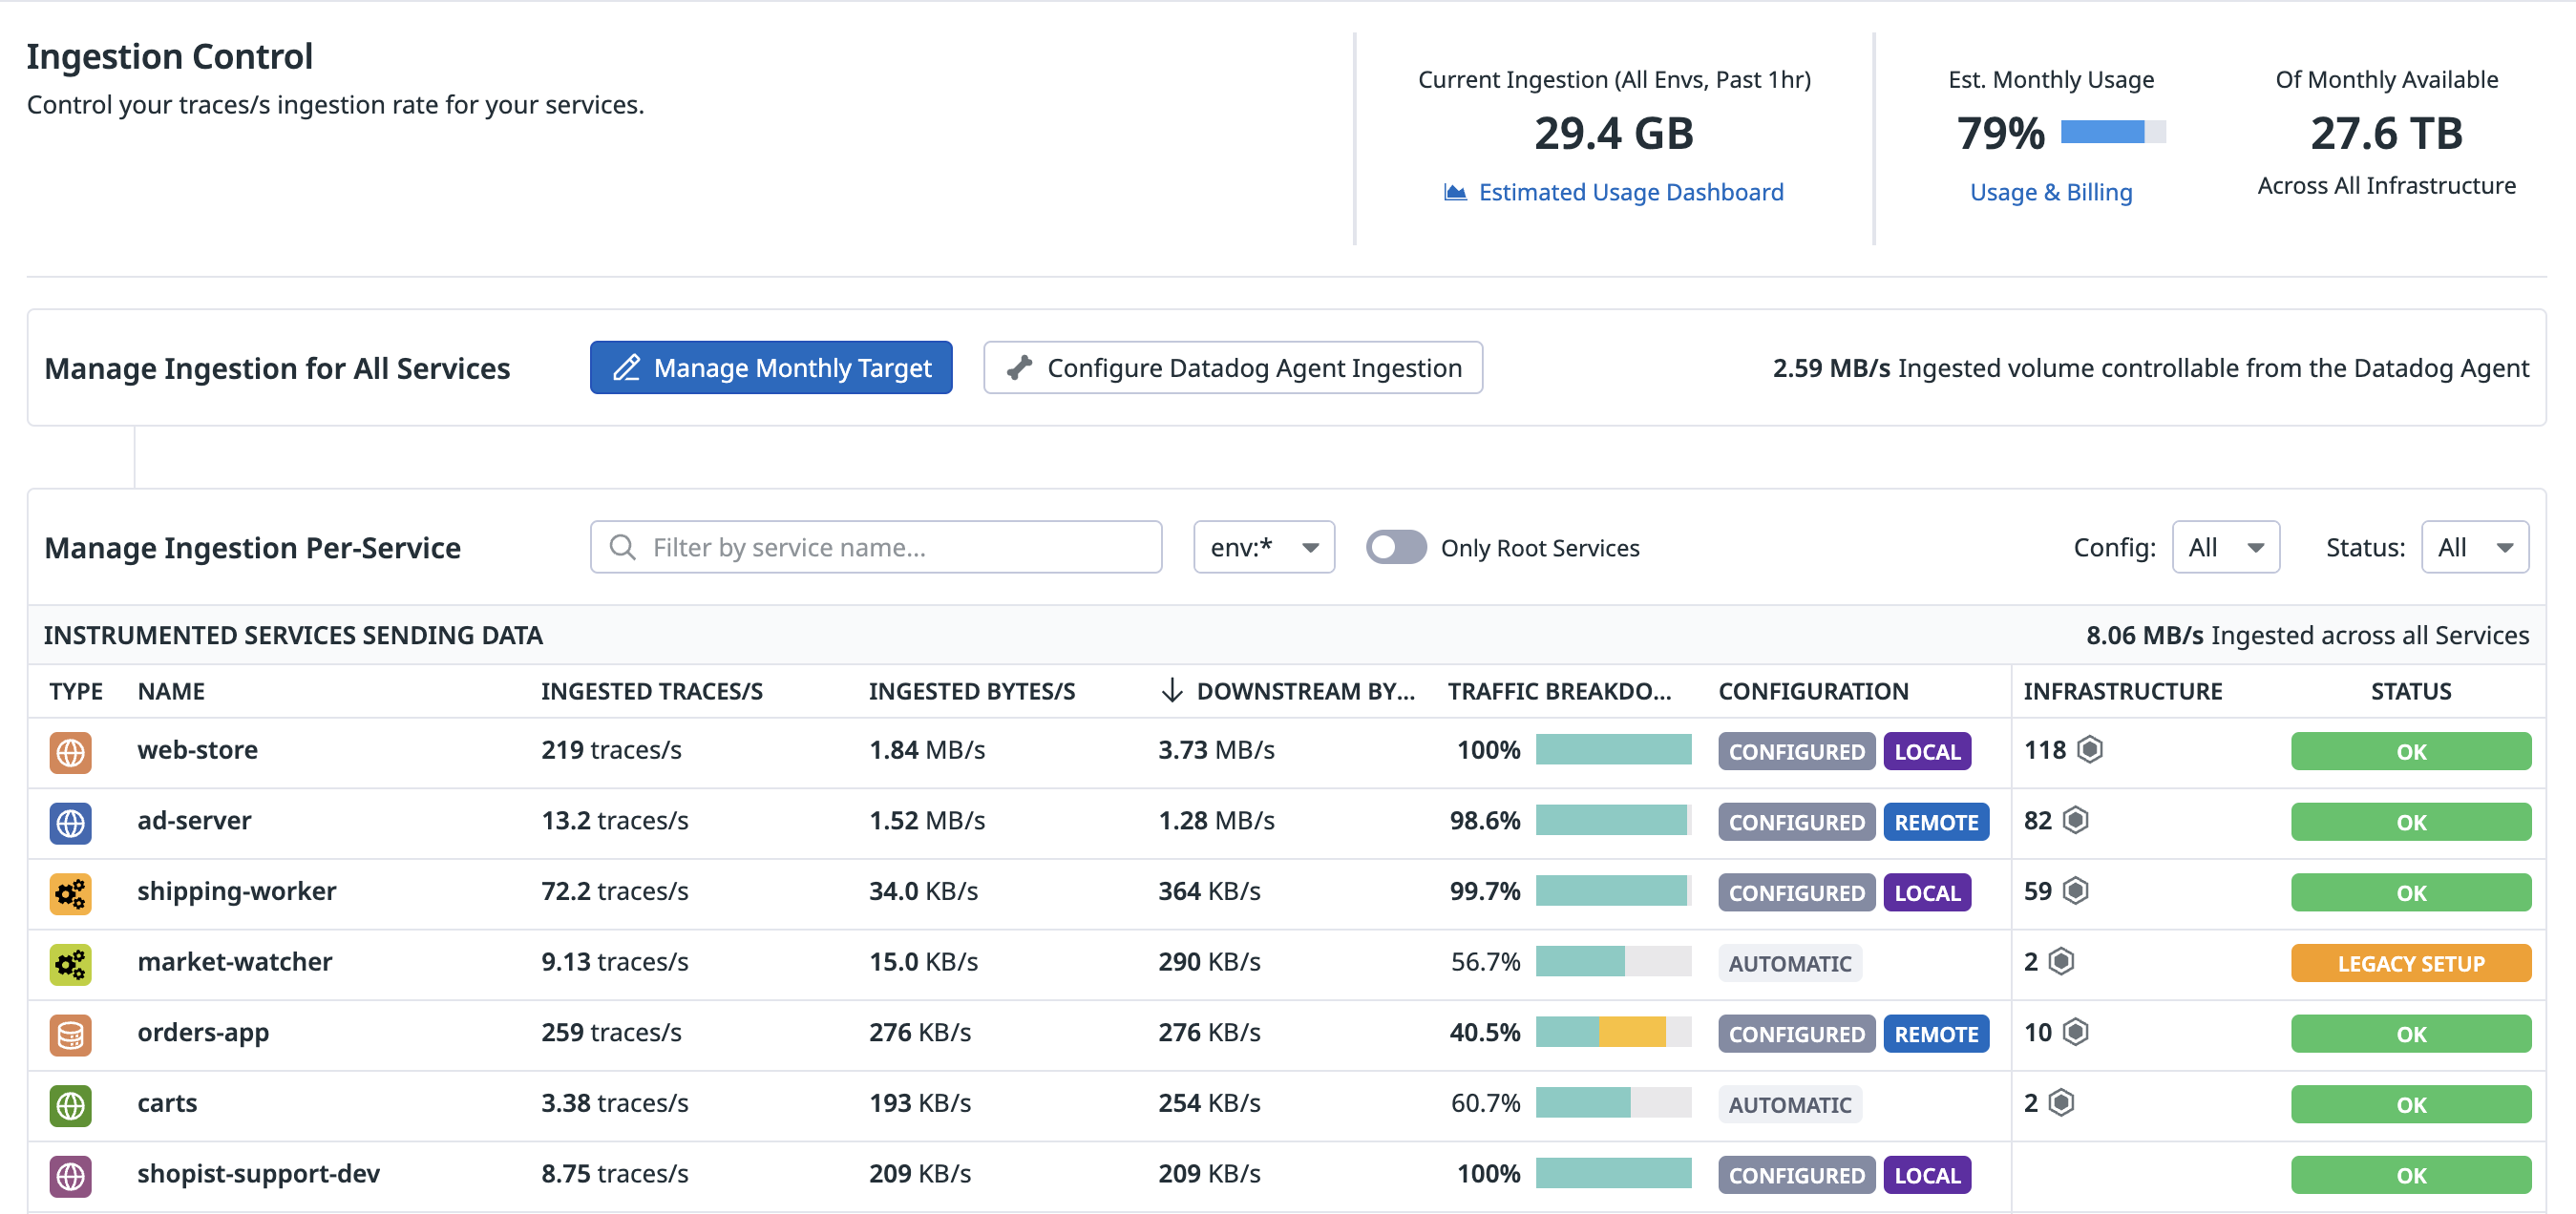 Ingestion Control
Control your traces/s ingestion rate for your services.
Current Ingestion (All Envs, Past 1hr)
29.4 GB
Estimated Usage Dashboard
Est. Monthly Usage
79%
Usage & Billing
Of Monthly Available
27.6 TB
Across All Infrastructure
Manage Ingestion for All Services
Manage Monthly Target
Configure Datadog Agent Ingestion
2.59 MB/s Ingested volume controllable from the Datadog Agent
Manage Ingestion Per-Service
Filter by service name...
env:*
Only Root Services
Config: All
Status: All
INSTRUMENTED SERVICES SENDING DATA
8.06 MB/s Ingested across all Services
TYPE NAME INGESTED TRACES/S INGESTED BYTES/S DOWNSTREAM BY... TRAFFIC BREAKDO... CONFIGURATION INFRASTRUCTURE STATUS
web-store 219 traces/s 1.84 MB/s 3.73 MB/s 100% CONFIGURED LOCAL 118 OK
ad-server 13.2 traces/s 1.52 MB/s 1.28 MB/s 98.6% CONFIGURED REMOTE 82 OK
shipping-worker 72.2 traces/s 34.0 KB/s 364 KB/s 99.7% CONFIGURED LOCAL 59 OK
market-watcher 9.13 traces/s 15.0 KB/s 290 KB/s 56.7% AUTOMATIC 2 LEGACY SETUP
orders-app 259 traces/s 276 KB/s 276 KB/s 40.5% CONFIGURED REMOTE 10 OK
carts 3.38 traces/s 193 KB/s 254 KB/s 60.7% AUTOMATIC 2 OK
shopist-support-dev 8.75 traces/s 209 KB/s 209 KB/s 100% CONFIGURED LOCAL OK